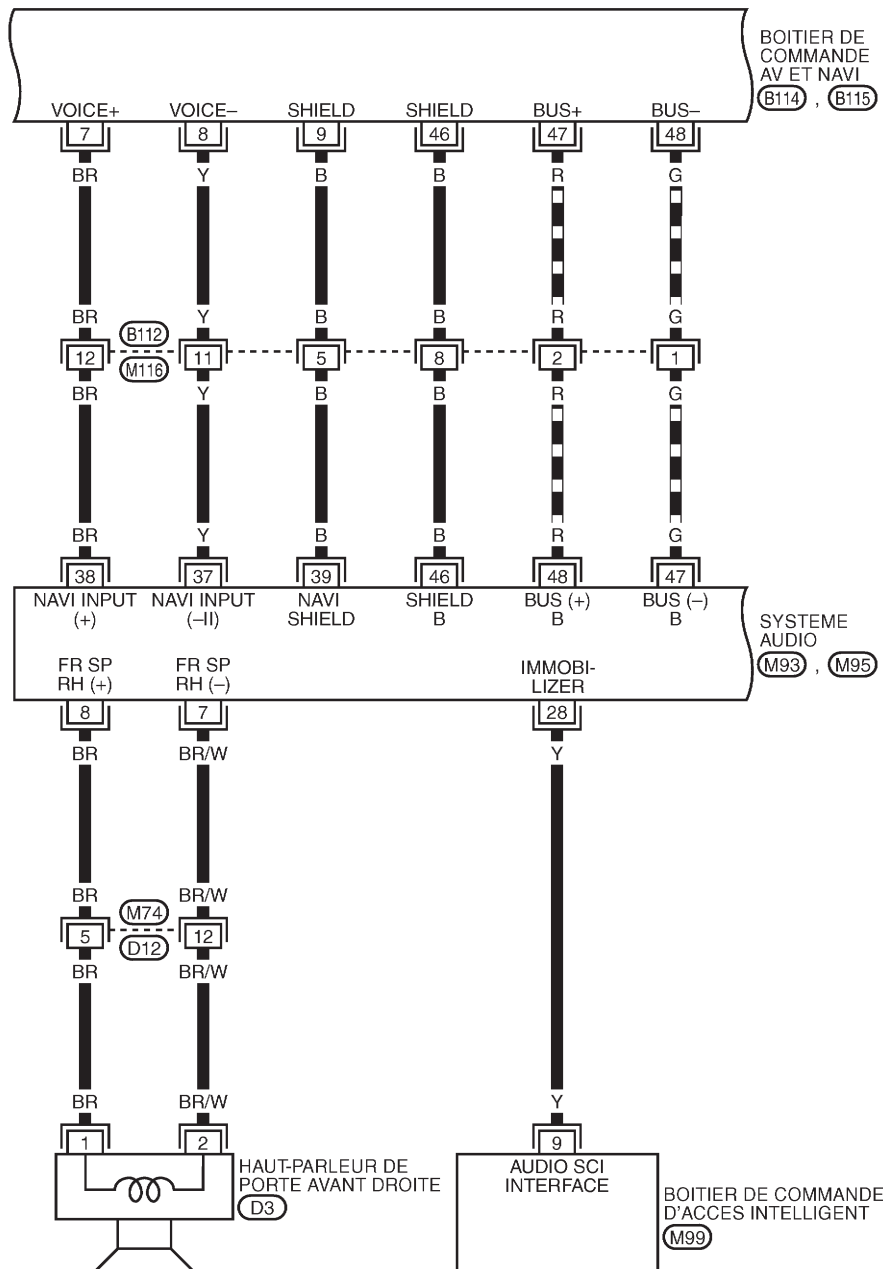 BOITIER DE
COMMANDE
AV ET NAVI
B114 , B115
VOICE+ VOICE– SHIELD SHIELD BUS+ BUS–
7 8 9 46 47 48
BR Y B B R G
BR Y B B R G
B112
12 11 5 8 2 1
M116
BR Y B B R G
BR Y B B R G
38 37 39 46 48 47
NAVI INPUT (+) NAVI INPUT (–II) NAVI SHIELD SHIELD B BUS (+) B BUS (–) B
SYSTEME
AUDIO
M93 , M95
FR SP RH (+) FR SP RH (–) IMMOBI-
LIZER
8 7 28
BR BR/W Y
BR BR/W
M74
5 12
D12
BR BR/W
BR BR/W Y
1 2 9
HAUT-PARLEUR DE
PORTE AVANT DROITE
D3
AUDIO SCI
INTERFACE
BOITIER DE COMMANDE
D'ACCES INTELLIGENT
M99